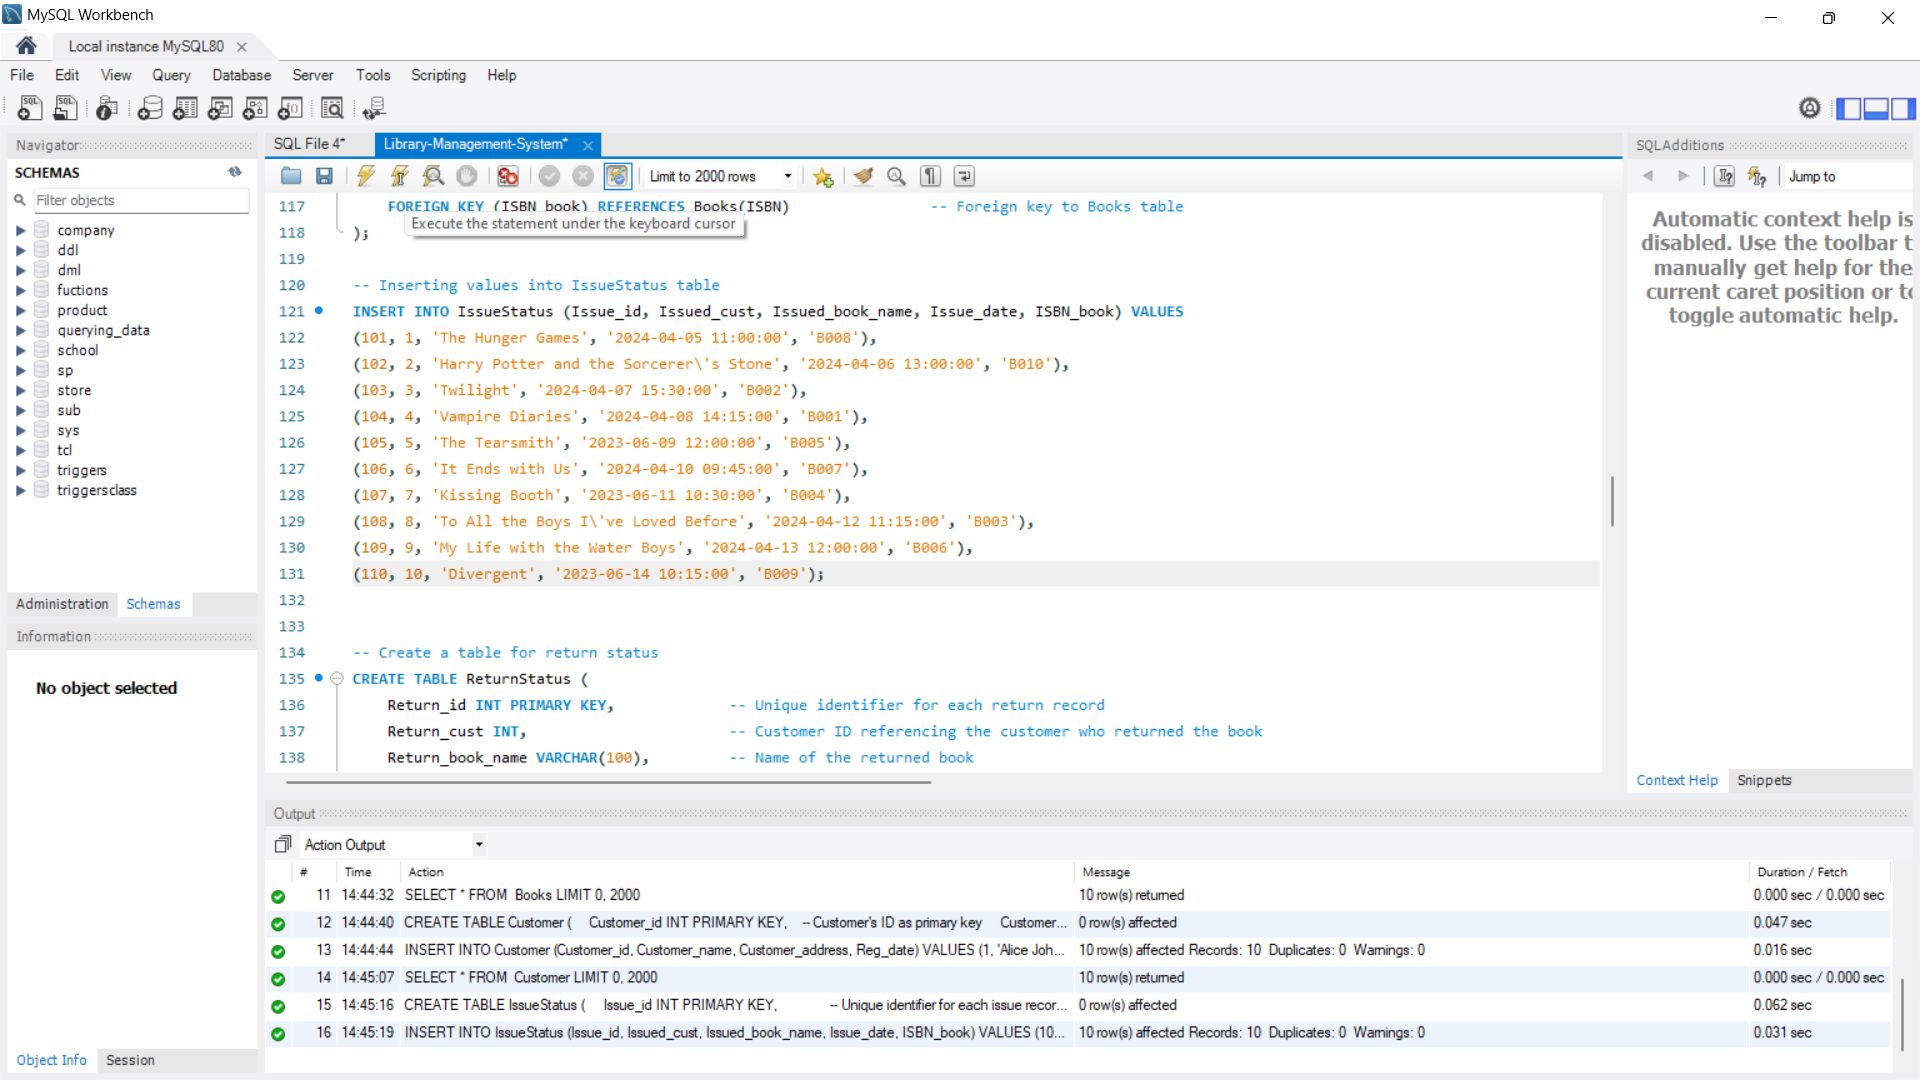 MySQL Workbench
Local instance MySQL80
File Edit View Query Database Server Tools Scripting Help
Navigator
SCHEMAS
Filter objects
company
ddl
dml
fuctions
product
querying_data
school
sp
store
sub
sys
tcl
triggers
triggersclass
Administration Schemas
Information
No object selected
Object Info Session
SQL File 4* Library-Management-System*
Limit to 2000 rows
117 FOREIGN KEY (ISBN_book) REFERENCES Books(ISBN) -- Foreign key to Books table
Execute the statement under the keyboard cursor
118 );
119
120 -- Inserting values into IssueStatus table
121 INSERT INTO IssueStatus (Issue_id, Issued_cust, Issued_book_name, Issue_date, ISBN_book) VALUES
122 (101, 1, 'The Hunger Games', '2024-04-05 11:00:00', 'B008'),
123 (102, 2, 'Harry Potter and the Sorcerer\'s Stone', '2024-04-06 13:00:00', 'B010'),
124 (103, 3, 'Twilight', '2024-04-07 15:30:00', 'B002'),
125 (104, 4, 'Vampire Diaries', '2024-04-08 14:15:00', 'B001'),
126 (105, 5, 'The Tearsmith', '2023-06-09 12:00:00', 'B005'),
127 (106, 6, 'It Ends with Us', '2024-04-10 09:45:00', 'B007'),
128 (107, 7, 'Kissing Booth', '2023-06-11 10:30:00', 'B004'),
129 (108, 8, 'To All the Boys I\'ve Loved Before', '2024-04-12 11:15:00', 'B003'),
130 (109, 9, 'My Life with the Water Boys', '2024-04-13 12:00:00', 'B006'),
131 (110, 10, 'Divergent', '2023-06-14 10:15:00', 'B009');
132
133
134 -- Create a table for return status
135 CREATE TABLE ReturnStatus (
136 Return_id INT PRIMARY KEY, -- Unique identifier for each return record
137 Return_cust INT, -- Customer ID referencing the customer who returned the book
138 Return_book_name VARCHAR(100), -- Name of the returned book
SQLAdditions
Jump to
Automatic context help is
disabled. Use the toolbar t
manually get help for the
current caret position or to
toggle automatic help.
Context Help Snippets
Output
Action Output
# Time Action Message Duration / Fetch
11 14:44:32 SELECT * FROM Books LIMIT 0, 2000 10 row(s) returned 0.000 sec / 0.000 sec
12 14:44:40 CREATE TABLE Customer ( Customer_id INT PRIMARY KEY, -- Customer's ID as primary key Customer... 0 row(s) affected 0.047 sec
13 14:44:44 INSERT INTO Customer (Customer_id, Customer_name, Customer_address, Reg_date) VALUES (1, 'Alice Joh... 10 row(s) affected Records: 10 Duplicates: 0 Warnings: 0 0.016 sec
14 14:45:07 SELECT * FROM Customer LIMIT 0, 2000 10 row(s) returned 0.000 sec / 0.000 sec
15 14:45:16 CREATE TABLE IssueStatus ( Issue_id INT PRIMARY KEY, -- Unique identifier for each issue recor... 0 row(s) affected 0.062 sec
16 14:45:19 INSERT INTO IssueStatus (Issue_id, Issued_cust, Issued_book_name, Issue_date, ISBN_book) VALUES (10... 10 row(s) affected Records: 10 Duplicates: 0 Warnings: 0 0.031 sec